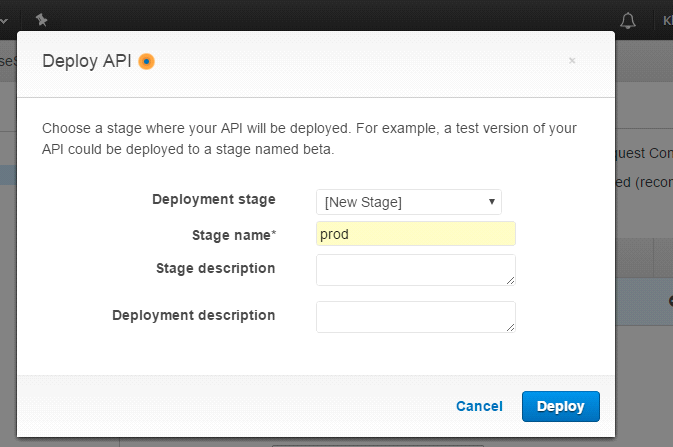 Deploy API
Choose a stage where your API will be deployed. For example, a test version of your
API could be deployed to a stage named beta.
Deployment stage [New Stage]
Stage name* prod
Stage description
Deployment description
Cancel Deploy